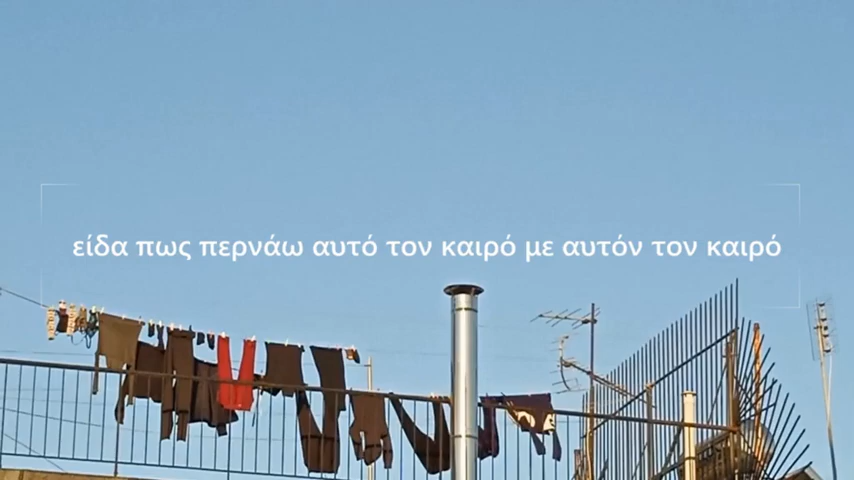 είδα πως περνάω αυτό τον καιρό με αυτόν τον καιρό